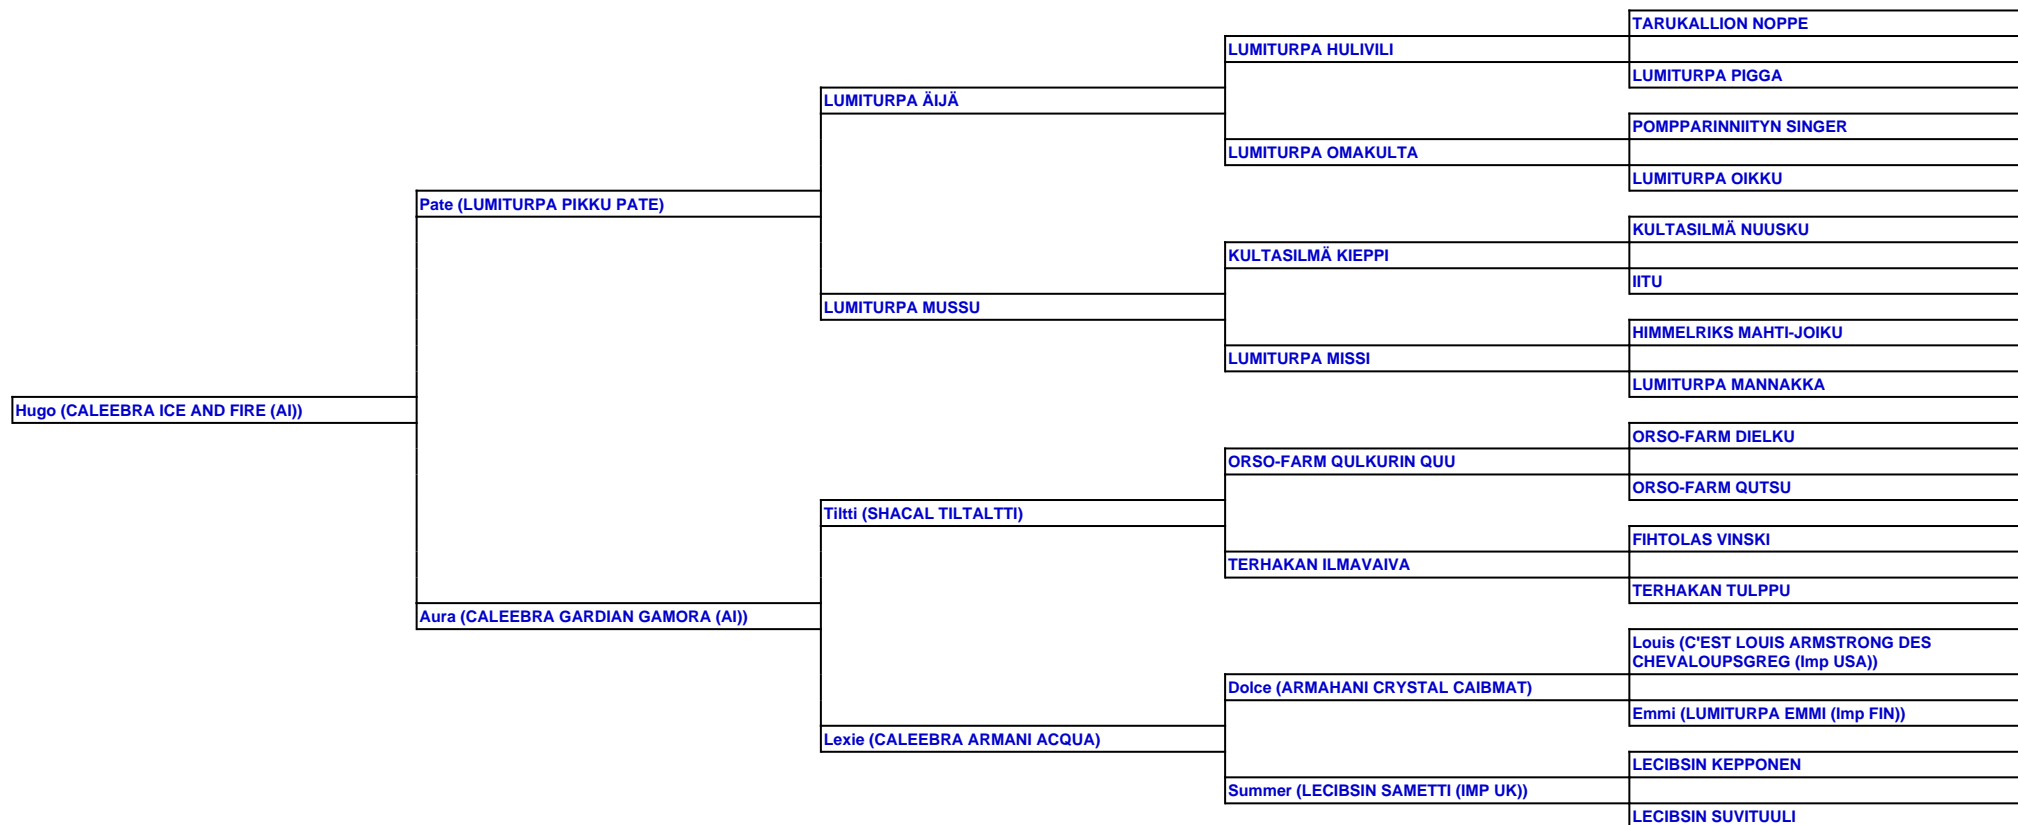 TARUKALLION NOPPE
LUMITURPA HULIVILI
LUMITURPA PIGGA
LUMITURPA ÄIJÄ
POMPPARINNIITYN SINGER
LUMITURPA OMAKULTA
LUMITURPA OIKKU
Pate (LUMITURPA PIKKU PATE)
KULTASILMÄ NUUSKU
KULTASILMÄ KIEPPI
IITU
LUMITURPA MUSSU
HIMMELRIKS MAHTI-JOIKU
LUMITURPA MISSI
LUMITURPA MANNAKKA
Hugo (CALEEBRA ICE AND FIRE (AI))
ORSO-FARM DIELKU
ORSO-FARM QULKURIN QUU
ORSO-FARM QUTSU
Tiltti (SHACAL TILTALTTI)
FIHTOLAS VINSKI
TERHAKAN ILMAVAIVA
TERHAKAN TULPPU
Aura (CALEEBRA GARDIAN GAMORA (AI))
Louis (C'EST LOUIS ARMSTRONG DES
CHEVALOUPSGREG (Imp USA))
Dolce (ARMAHANI CRYSTAL CAIBMAT)
Emmi (LUMITURPA EMMI (Imp FIN))
Lexie (CALEEBRA ARMANI ACQUA)
LECIBSIN KEPPONEN
Summer (LECIBSIN SAMETTI (IMP UK))
LECIBSIN SUVITUULI